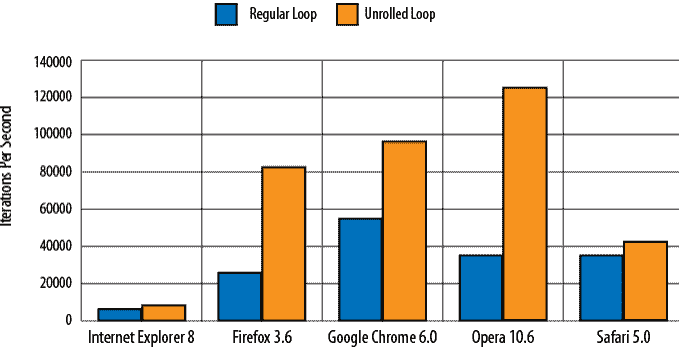 Regular Loop Unrolled Loop
Iterations Per Second
140000
120000
100000
80000
60000
40000
20000
0
Internet Explorer 8 Firefox 3.6 Google Chrome 6.0 Opera 10.6 Safari 5.0